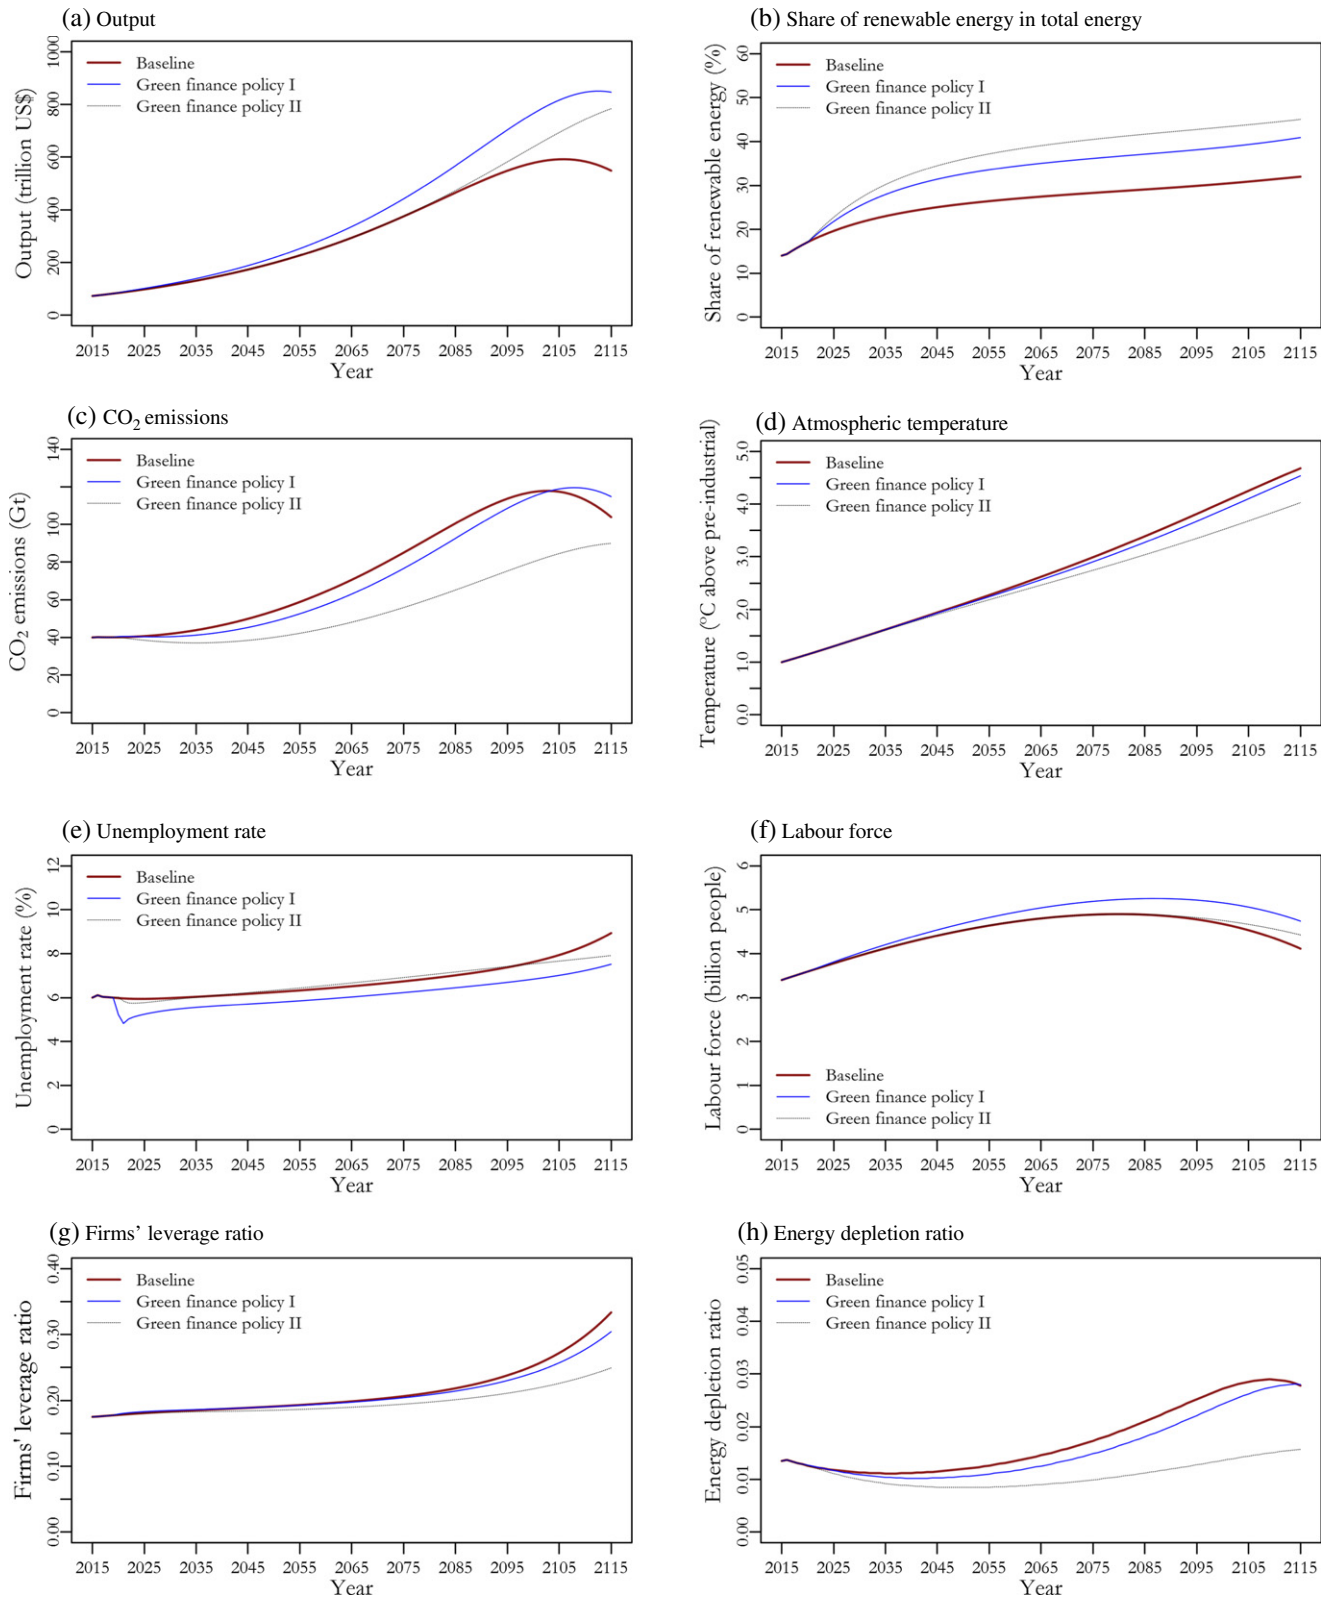 (a) Output
Output (trillion US$)
1000
800
600
400
200
0
Baseline
Green finance policy I
Green finance policy II
2015 2025 2035 2045 2055 2065 2075 2085 2095 2105 2115
Year
(b) Share of renewable energy in total energy
Share of renewable energy (%)
60
50
40
30
20
10
0
Baseline
Green finance policy I
Green finance policy II
2015 2025 2035 2045 2055 2065 2075 2085 2095 2105 2115
Year
(c) CO2 emissions
CO2 emissions (Gt)
140
120
100
80
60
40
20
0
Baseline
Green finance policy I
Green finance policy II
2015 2025 2035 2045 2055 2065 2075 2085 2095 2105 2115
Year
(d) Atmospheric temperature
Temperature (°C above pre-industrial)
5.0
4.0
3.0
2.0
1.0
0.0
Baseline
Green finance policy I
Green finance policy II
2015 2025 2035 2045 2055 2065 2075 2085 2095 2105 2115
Year
(e) Unemployment rate
Unemployment rate (%)
12
10
8
6
4
2
0
Baseline
Green finance policy I
Green finance policy II
2015 2025 2035 2045 2055 2065 2075 2085 2095 2105 2115
Year
(f) Labour force
Labour force (billion people)
6
5
4
3
2
1
0
Baseline
Green finance policy I
Green finance policy II
2015 2025 2035 2045 2055 2065 2075 2085 2095 2105 2115
Year
(g) Firms’ leverage ratio
Firms' leverage ratio
0.40
0.30
0.20
0.10
0.00
Baseline
Green finance policy I
Green finance policy II
2015 2025 2035 2045 2055 2065 2075 2085 2095 2105 2115
Year
(h) Energy depletion ratio
Energy depletion ratio
0.05
0.04
0.03
0.02
0.01
0.00
Baseline
Green finance policy I
Green finance policy II
2015 2025 2035 2045 2055 2065 2075 2085 2095 2105 2115
Year